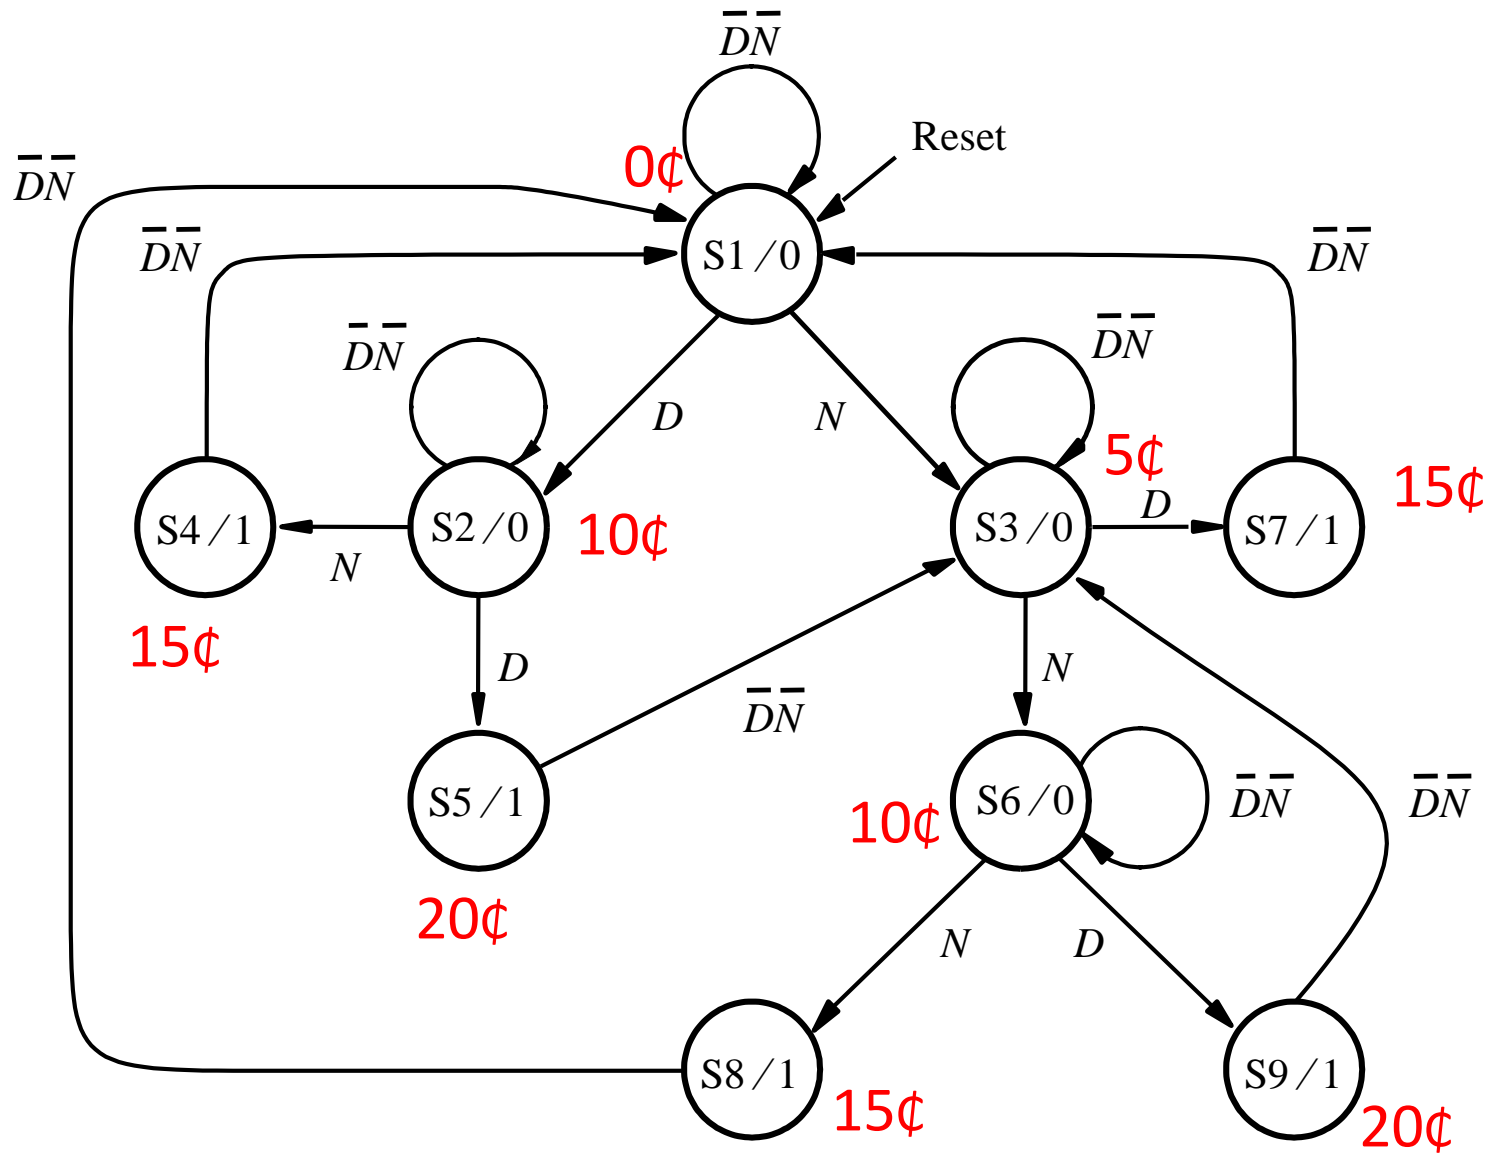 D̅N̅
Reset
0¢
D̅N̅
D̅N̅
S1/0
D̅N̅
D̅N̅
D̅N̅
D
N
5¢
15¢
S4/1
S2/0
10¢
S3/0
D
S7/1
N
15¢
D
N
D̅N̅
S5/1
10¢
S6/0
D̅N̅
D̅N̅
20¢
N
D
S8/1
15¢
S9/1
20¢